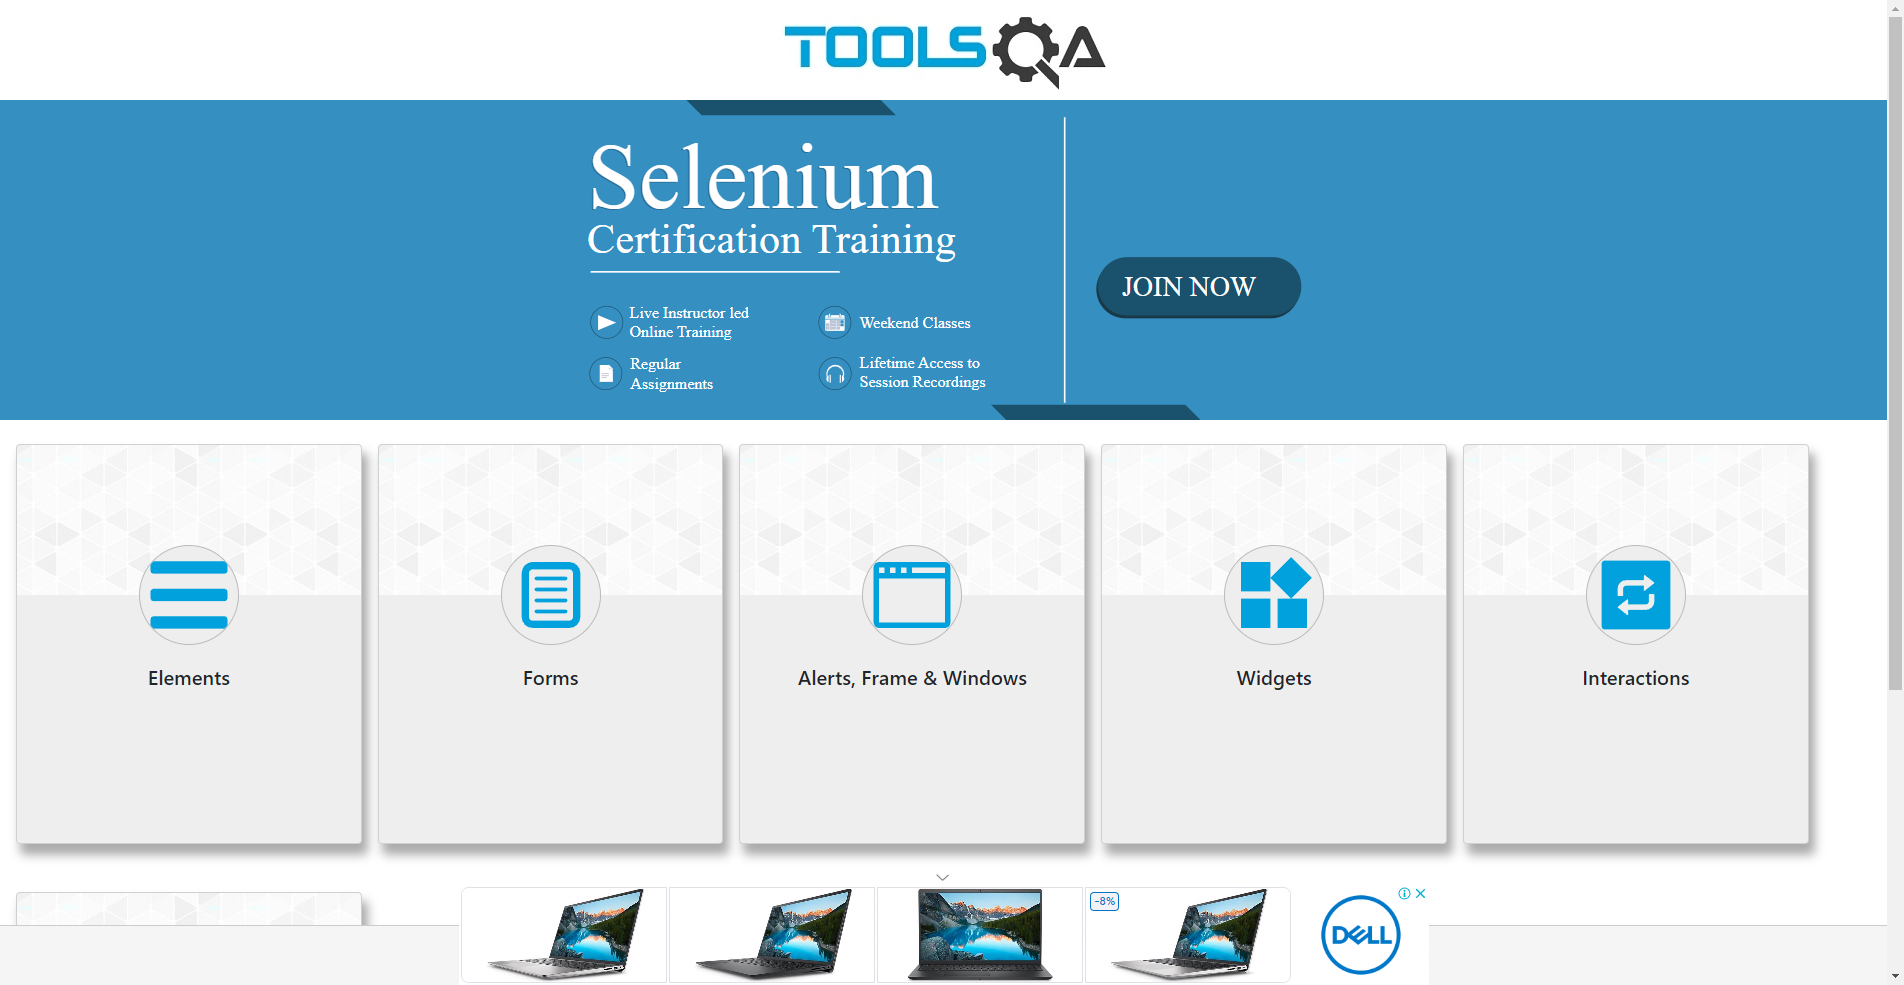 TOOLSQA
Selenium
Certification Training
Live Instructor led
Online Training
Weekend Classes
Regular
Assignments
Lifetime Access to
Session Recordings
JOIN NOW
Elements
Forms
Alerts, Frame & Windows
Widgets
Interactions
-8%
DELL